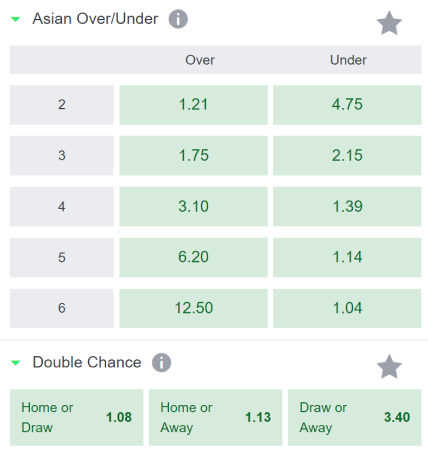 Asian Over/Under
Over Under
2 1.21 4.75
3 1.75 2.15
4 3.10 1.39
5 6.20 1.14
6 12.50 1.04
Double Chance
Home or Draw 1.08
Home or Away 1.13
Draw or Away 3.40